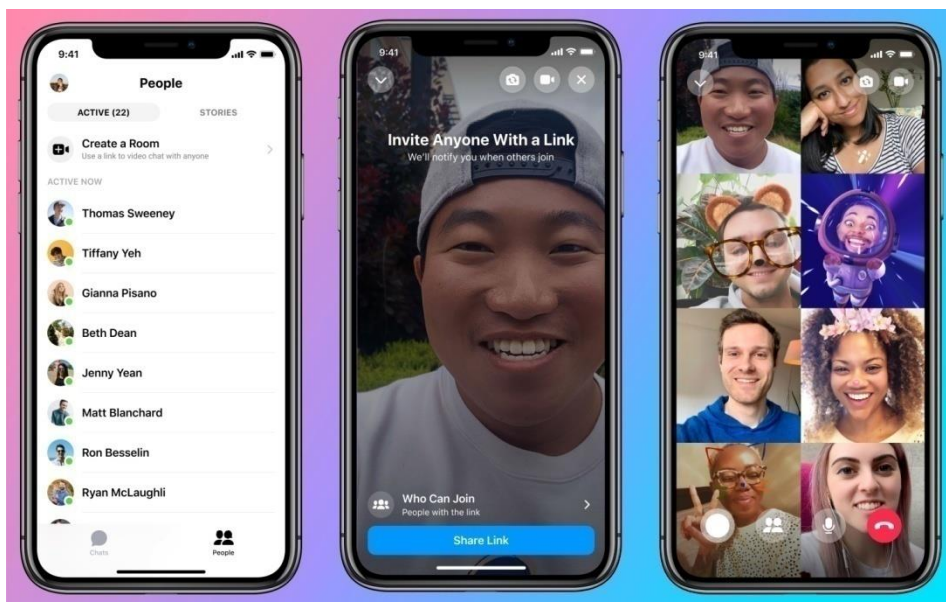 9:41
People
ACTIVE (22)
STORIES
Create a Room
Use a link to video chat with anyone
ACTIVE NOW
Thomas Sweeney
Tiffany Yeh
Gianna Pisano
Beth Dean
Jenny Yean
Matt Blanchard
Ron Besselin
Ryan McLaughli
Chats
People
9:41
Invite Anyone With a Link
We'll notify you when others join
Who Can Join
People with the link
Share Link
9:41